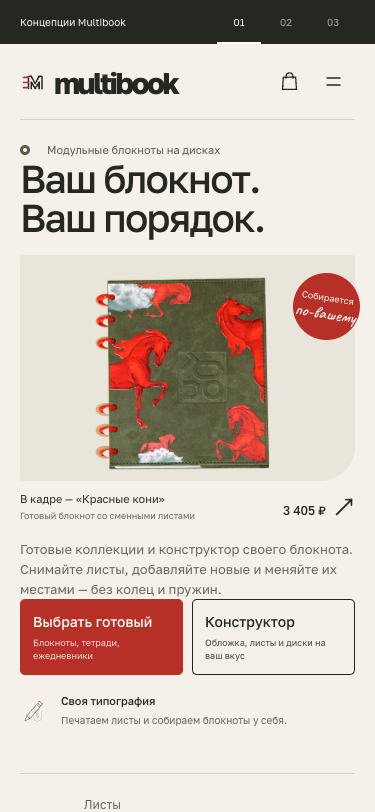 Концепции Multibook
01 02 03
multibook
Модульные блокноты на дисках
Ваш блокнот.
Ваш порядок.
Собирается
по-вашему
В кадре — «Красные кони»
Готовый блокнот со сменными листами
3 405 ₽
Готовые коллекции и конструктор своего блокнота.
Снимайте листы, добавляйте новые и меняйте их
местами — без колец и пружин.
Выбрать готовый
Блокноты, тетради,
ежедневники
Конструктор
Обложка, листы и диски на
ваш вкус
Своя типография
Печатаем листы и собираем блокноты у себя.
Листы